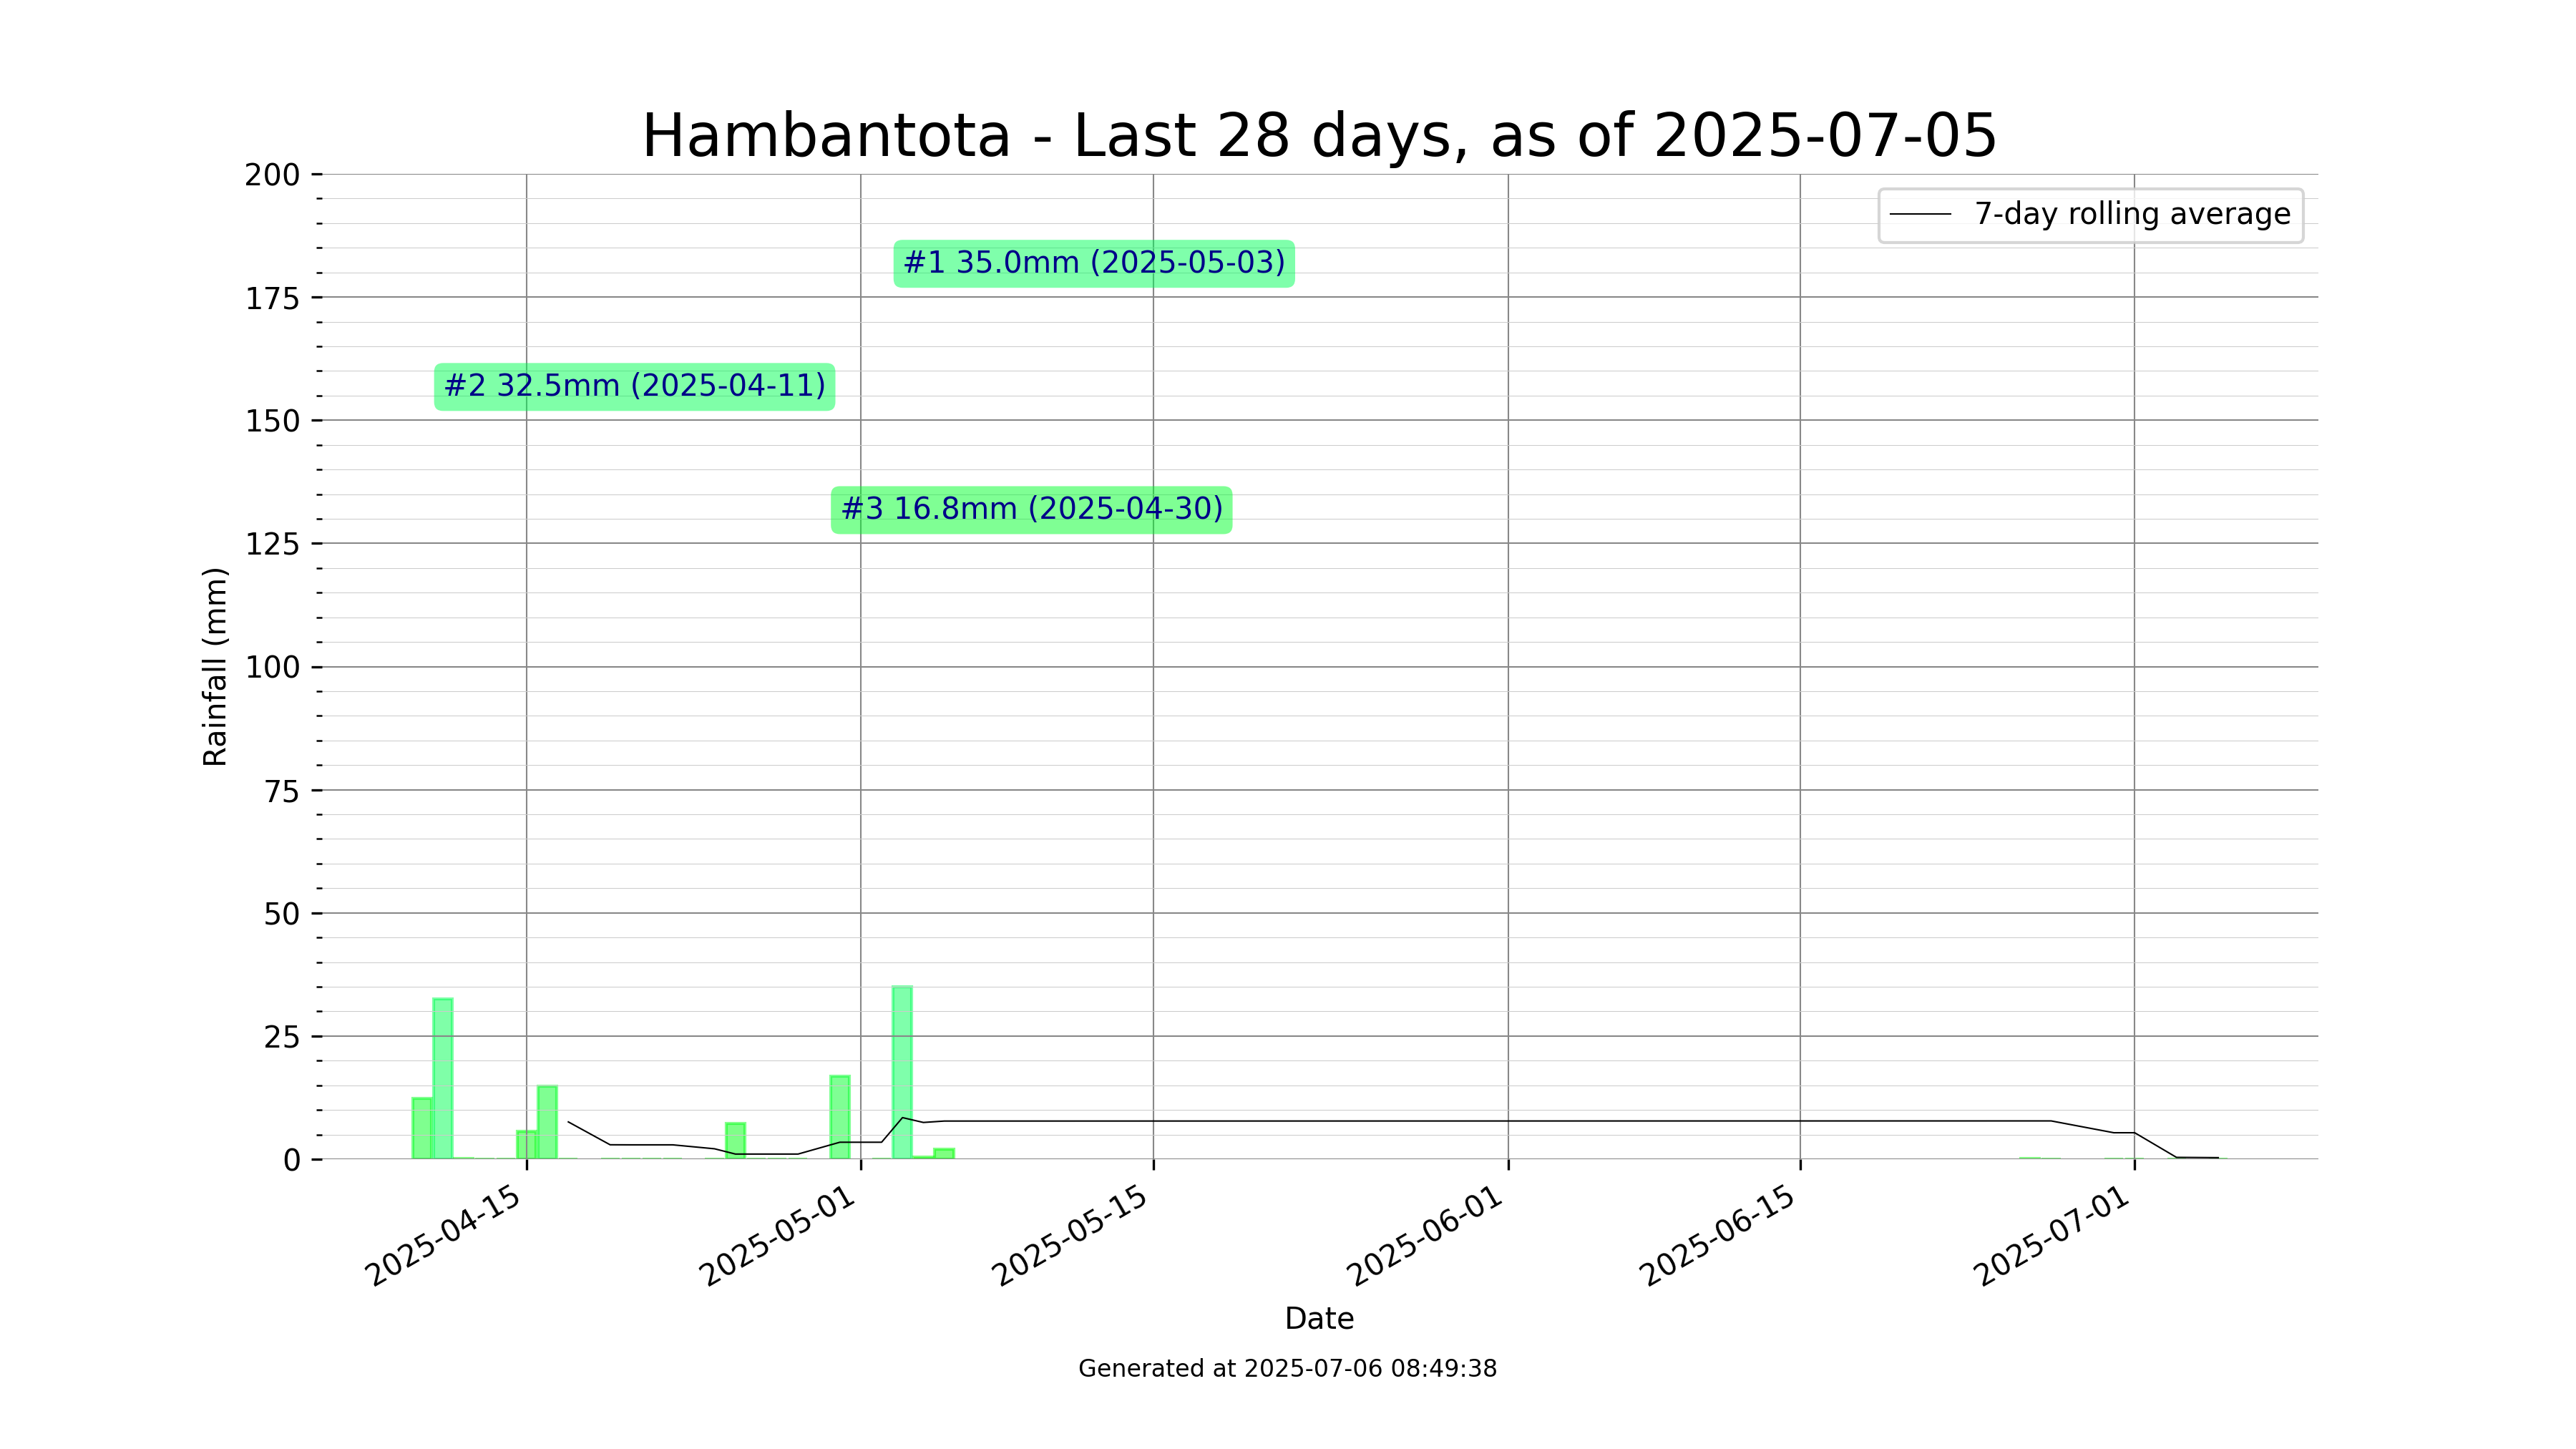 Hambantota - Last 28 days, as of 2025-07-05
200
175
150
125
100
75
50
25
0
Rainfall (mm)
7-day rolling average
#1 35.0mm (2025-05-03)
#2 32.5mm (2025-04-11)
#3 16.8mm (2025-04-30)
2025-04-15
2025-05-01
2025-05-15
2025-06-01
2025-06-15
2025-07-01
Date
Generated at 2025-07-06 08:49:38